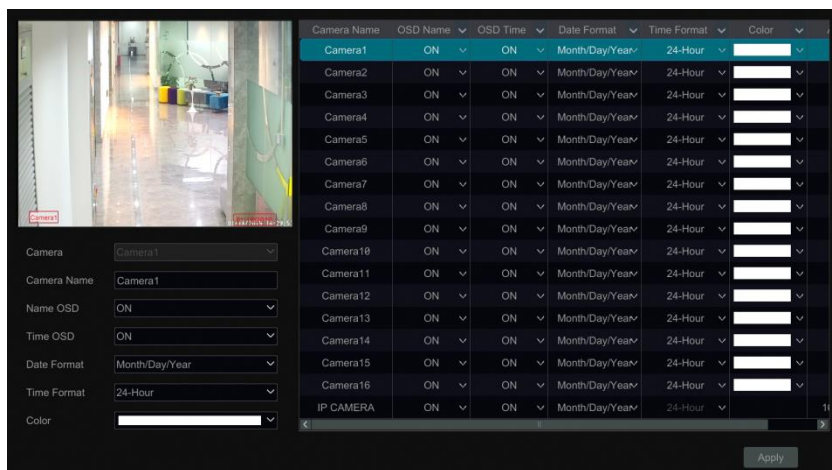 Camera Name OSD Name OSD Time Date Format Time Format Color
Camera1 ON ON Month/Day/Year 24-Hour
Camera2 ON ON Month/Day/Year 24-Hour
Camera3 ON ON Month/Day/Year 24-Hour
Camera4 ON ON Month/Day/Year 24-Hour
Camera5 ON ON Month/Day/Year 24-Hour
Camera6 ON ON Month/Day/Year 24-Hour
Camera7 ON ON Month/Day/Year 24-Hour
Camera8 ON ON Month/Day/Year 24-Hour
Camera9 ON ON Month/Day/Year 24-Hour
Camera10 ON ON Month/Day/Year 24-Hour
Camera11 ON ON Month/Day/Year 24-Hour
Camera12 ON ON Month/Day/Year 24-Hour
Camera13 ON ON Month/Day/Year 24-Hour
Camera14 ON ON Month/Day/Year 24-Hour
Camera15 ON ON Month/Day/Year 24-Hour
Camera16 ON ON Month/Day/Year 24-Hour
IP CAMERA ON ON Month/Day/Year 24-Hour
Camera1
Camera Camera1
Camera Name Camera1
Name OSD ON
Time OSD ON
Date Format Month/Day/Year
Time Format 24-Hour
Color
Apply